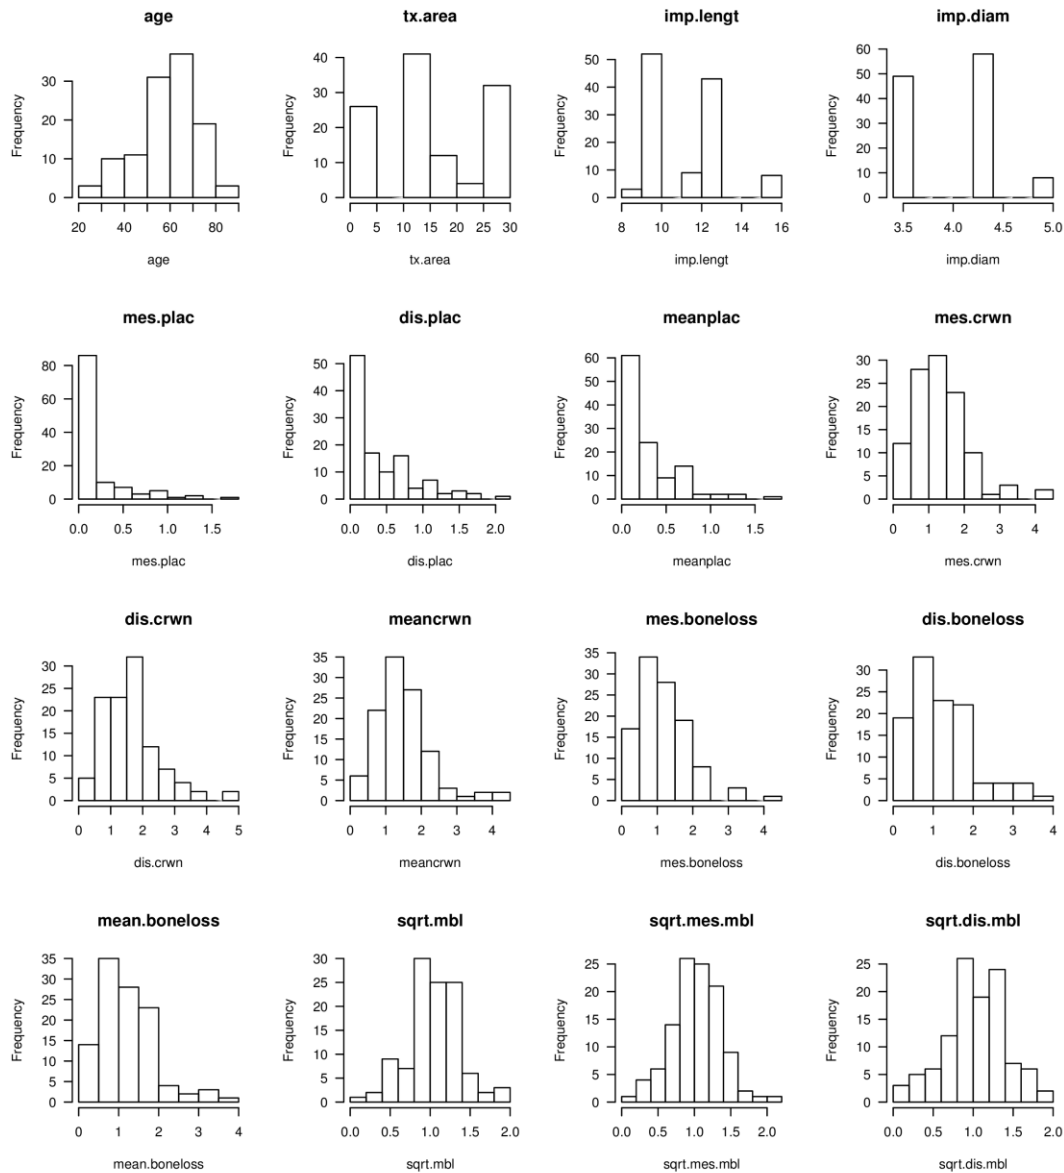 age
Frequency
30
20
10
0
20 40 60 80
age
tx.area
Frequency
40
30
20
10
0
0 5 10 15 20 25 30
tx.area
imp.lengt
Frequency
50
40
30
20
10
0
8 10 12 14 16
imp.lengt
imp.diam
Frequency
60
50
40
30
20
10
0
3.5 4.0 4.5 5.0
imp.diam
mes.plac
Frequency
80
60
40
20
0
0.0 0.5 1.0 1.5
mes.plac
dis.plac
Frequency
50
40
30
20
10
0
0.0 0.5 1.0 1.5 2.0
dis.plac
meanplac
Frequency
60
50
40
30
20
10
0
0.0 0.5 1.0 1.5
meanplac
mes.crwn
Frequency
30
25
20
15
10
5
0
0 1 2 3 4
mes.crwn
dis.crwn
Frequency
30
25
20
15
10
5
0
0 1 2 3 4 5
dis.crwn
meancrwn
Frequency
35
30
25
20
15
10
5
0
0 1 2 3 4
meancrwn
mes.boneloss
Frequency
35
30
25
20
15
10
5
0
0 1 2 3 4
mes.boneloss
dis.boneloss
Frequency
30
25
20
15
10
5
0
0 1 2 3 4
dis.boneloss
mean.boneloss
Frequency
35
30
25
20
15
10
5
0
0 1 2 3 4
mean.boneloss
sqrt.mbl
Frequency
30
25
20
15
10
5
0
0.0 0.5 1.0 1.5 2.0
sqrt.mbl
sqrt.mes.mbl
Frequency
25
20
15
10
5
0
0.0 0.5 1.0 1.5 2.0
sqrt.mes.mbl
sqrt.dis.mbl
Frequency
25
20
15
10
5
0
0.0 0.5 1.0 1.5 2.0
sqrt.dis.mbl